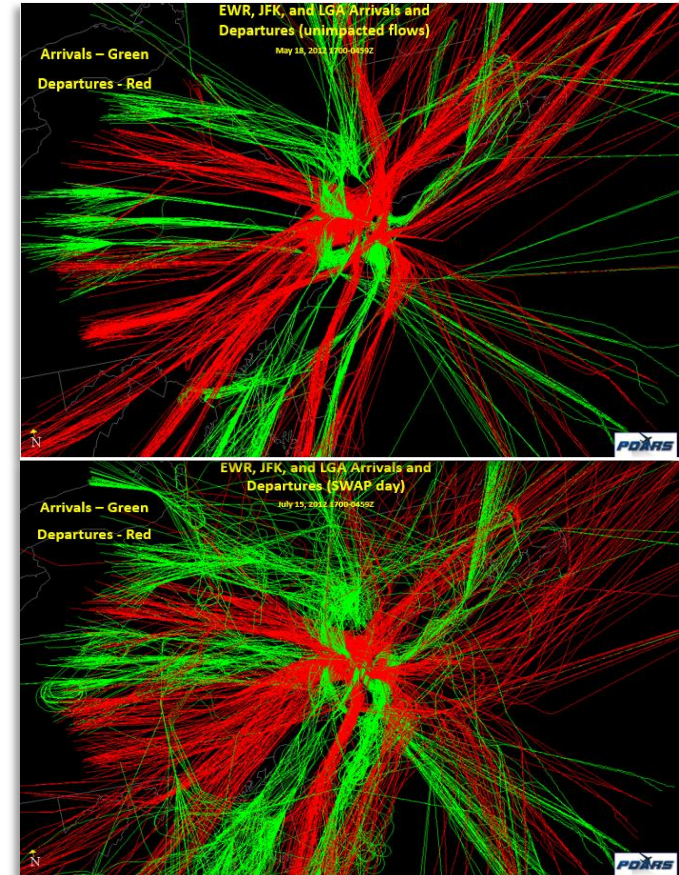 EWR, JFK, and LGA Arrivals and
Departures (unimpacted flows)
May 18, 2012 1700-0459Z
Arrivals – Green
Departures - Red
N
PDARS
EWR, JFK, and LGA Arrivals and
Departures (SWAP day)
July 15, 2012 1700-0459Z
Arrivals – Green
Departures - Red
N
PDARS